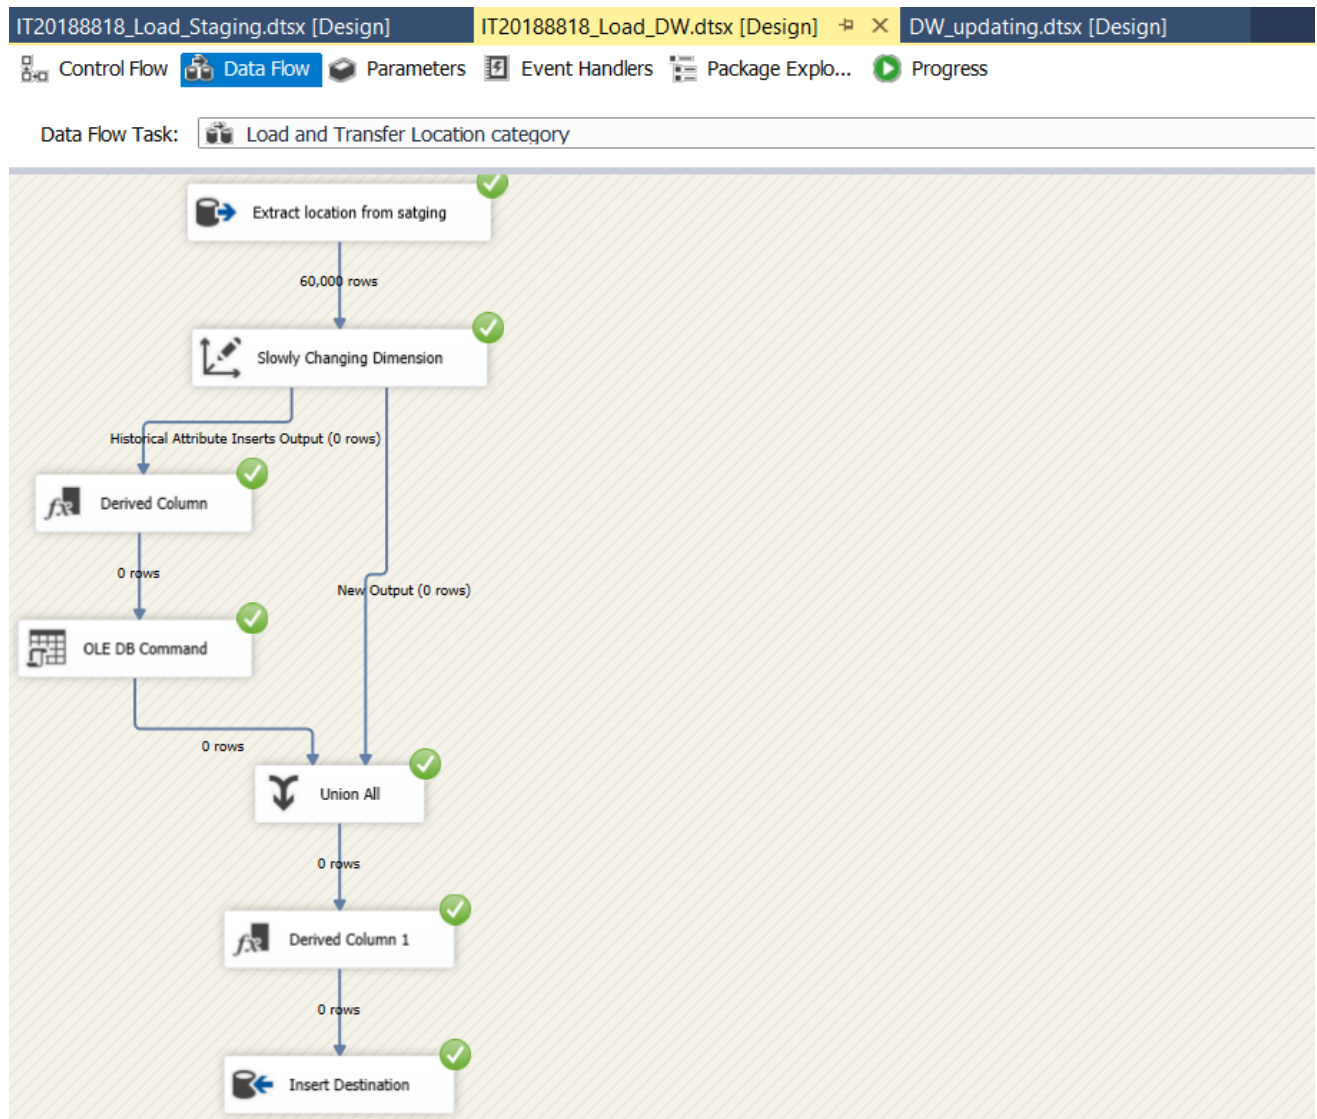 IT20188818_Load_Staging.dtsx [Design] IT20188818_Load_DW.dtsx [Design] DW_updating.dtsx [Design]
Control Flow Data Flow Parameters Event Handlers Package Explo... Progress
Data Flow Task: Load and Transfer Location category
Extract location from satging
60,000 rows
Slowly Changing Dimension
Historical Attribute Inserts Output (0 rows)
Derived Column
0 rows
New Output (0 rows)
OLE DB Command
0 rows
Union All
0 rows
Derived Column 1
0 rows
Insert Destination